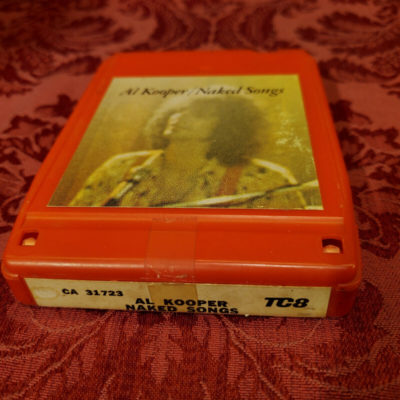 Al Kooper/Naked Songs
CA 31723
AL KOOPER
NAKED SONGS
TC8